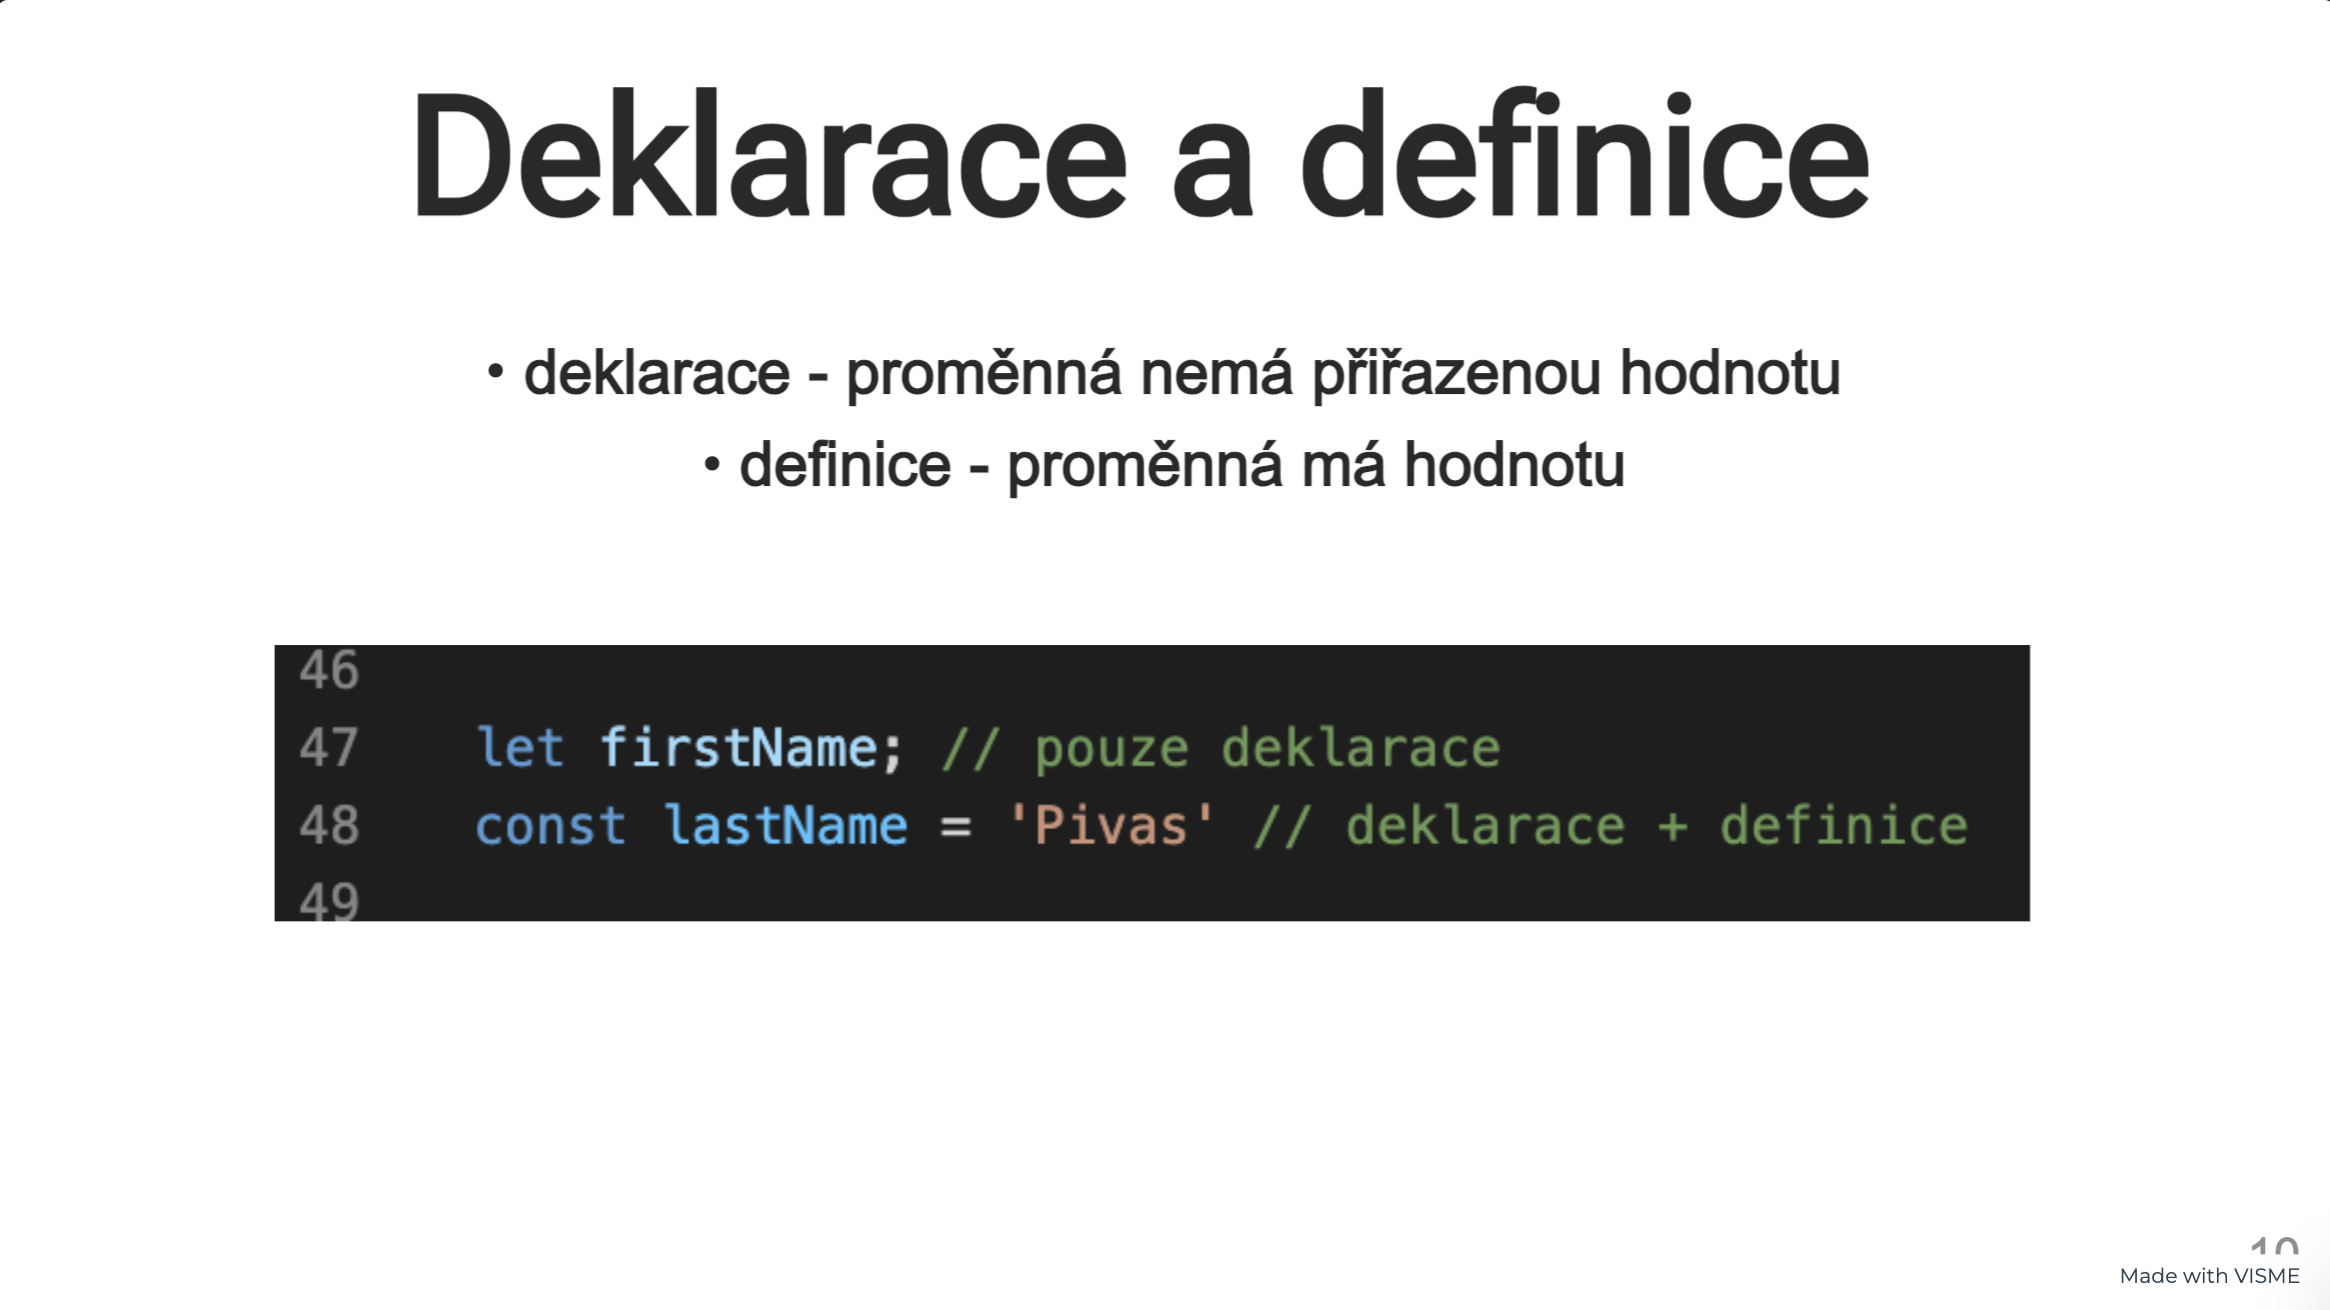 Deklarace a definice
• deklarace - proměnná nemá přiřazenou hodnotu
• definice - proměnná má hodnotu
46
47 let firstName; // pouze deklarace
48 const lastName = 'Pivas' // deklarace + definice
49
10
Made with VISME